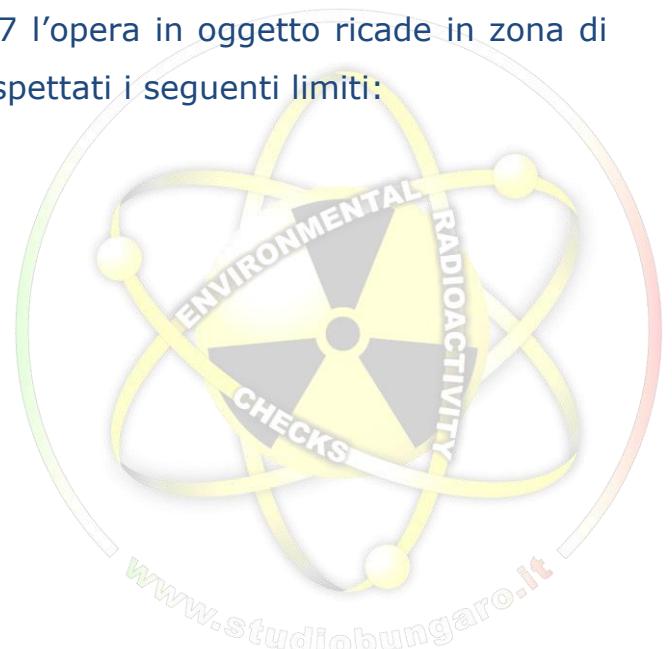 7 l’opera in oggetto ricade in zona di
spettati i seguenti limiti:
ENVIRONMENTAL
RADIOACTIVITY
CHECKS
www.studiobungaro.it